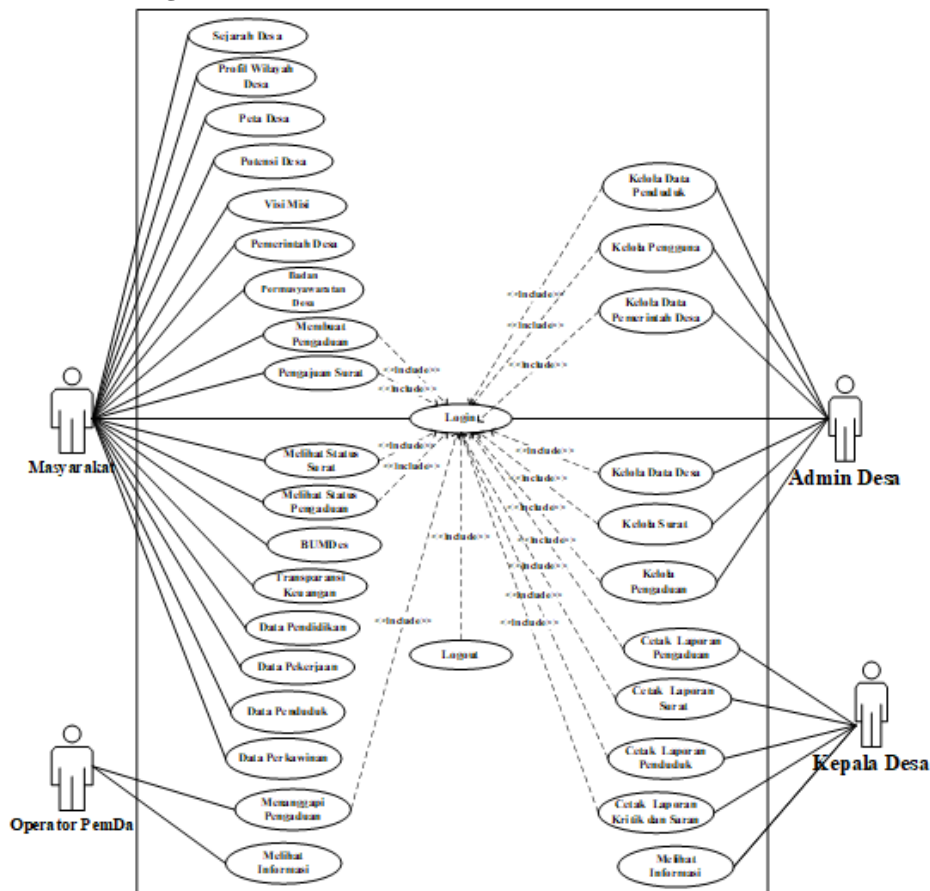 Sejarah Desa
Profil Wilayah
Desa
Peta Desa
Potensi Desa
Visi Misi
Pemerintah Desa
Badan
Permasyawaratan
Desa
Membuat
Pengaduan
Pengajuan Surat
<<Include>>
<<Include>>
Masyarakat
Login
Melihat Status
Surat
<<Include>>
Melihat Status
Pengaduan
<<Include>>
BUMDes
Transparansi
Keuangan
Data Pendidikan
Data Pekerjaan
Data Penduduk
Data Perkawinan
<<Include>>
Logout
Operator PemDa
Menanggapi
Pengaduan
Melihat
Informasi
Kelola Data
Penduduk
Kelola Pengguna
Kelola Data
Pemerintah Desa
<<Include>>
<<Include>>
<<Include>>
Admin Desa
Kelola Data Desa
Kelola Surat
Kelola
Pengaduan
<<Include>>
<<Include>>
<<Include>>
<<Include>>
<<Include>>
<<Include>>
<<Include>>
Cetak Laporan
Pengaduan
Cetak Laporan
Surat
Cetak Laporan
Penduduk
Cetak Laporan
Kritik dan Saran
Melihat
Informasi
Kepala Desa